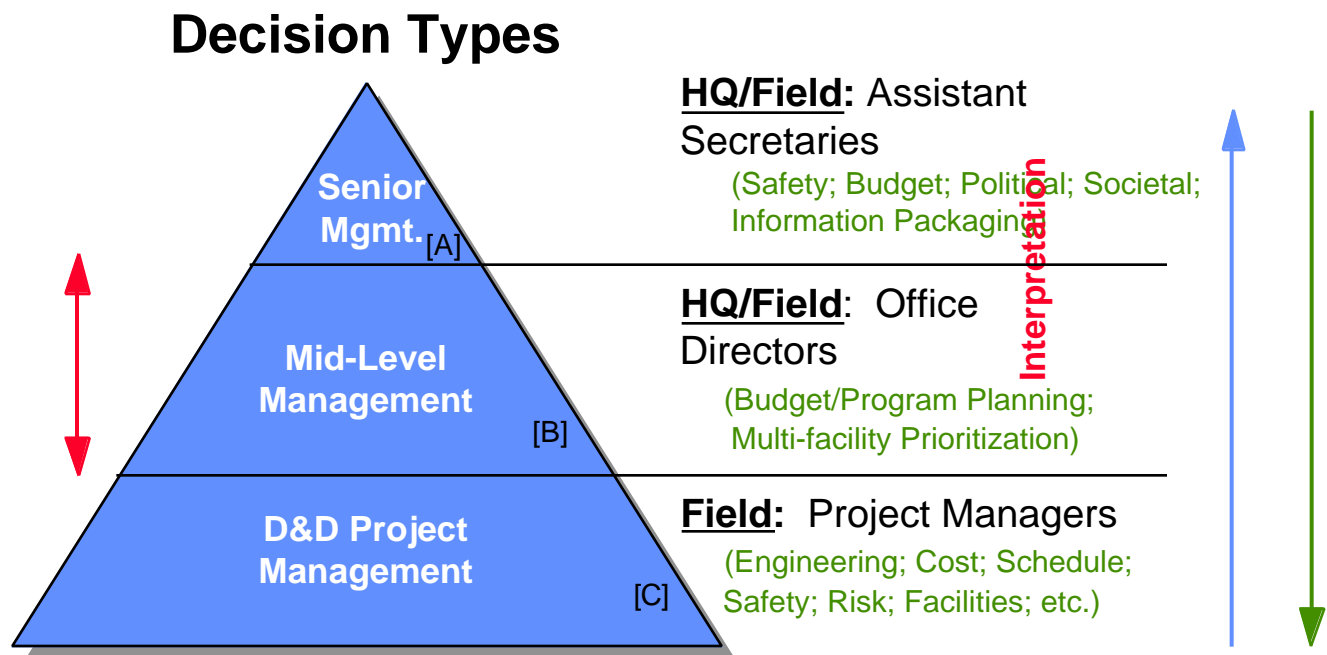 Decision Types
Senior
Mgmt.
[A]
HQ/Field: Assistant
Secretaries
(Safety; Budget; Political; Societal;
Information Packaging)
Interpretation
Mid-Level
Management
[B]
HQ/Field: Office
Directors
(Budget/Program Planning;
Multi-facility Prioritization)
D&D Project
Management
[C]
Field: Project Managers
(Engineering; Cost; Schedule;
Safety; Risk; Facilities; etc.)